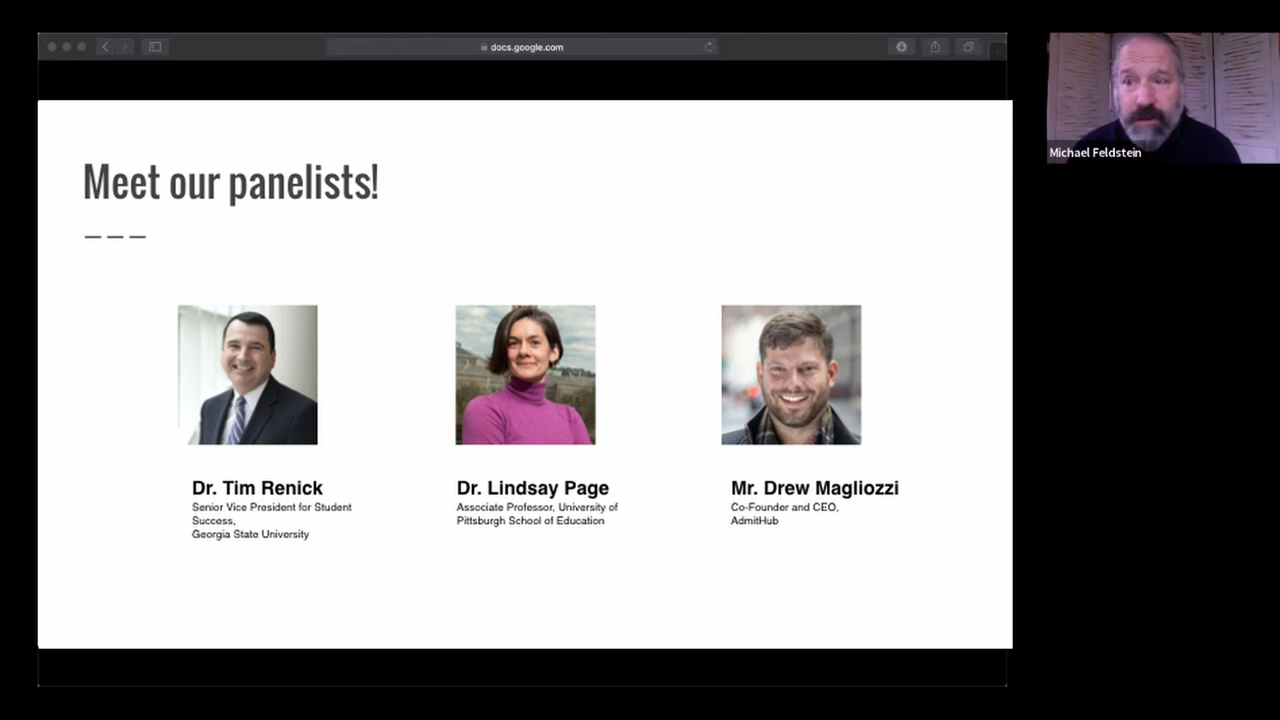 docs.google.com
Meet our panelists!
Dr. Tim Renick
Senior Vice President for Student
Success,
Georgia State University
Dr. Lindsay Page
Associate Professor, University of
Pittsburgh School of Education
Mr. Drew Magliozzi
Co-Founder and CEO,
AdmitHub
Michael Feldstein